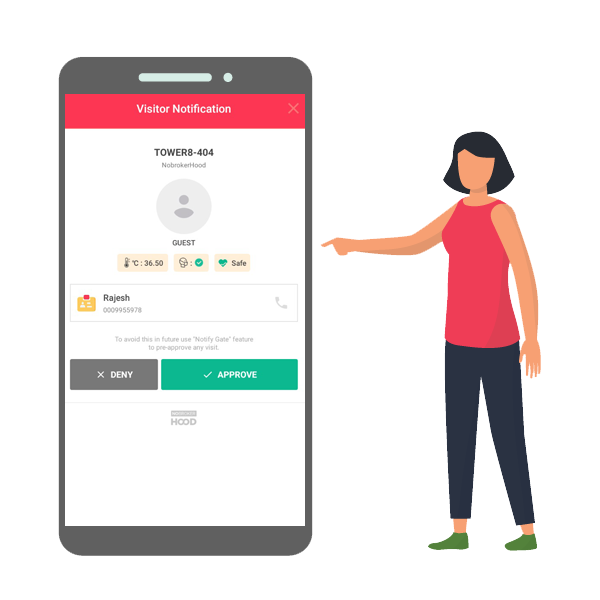 Visitor Notification
TOWER8-404
NobrokerHood
GUEST
°C : 36.50
:
Safe
Rajesh
0009955978
To avoid this in future use "Notify Gate" feature
to pre-approve any visit.
DENY
APPROVE
HOOD